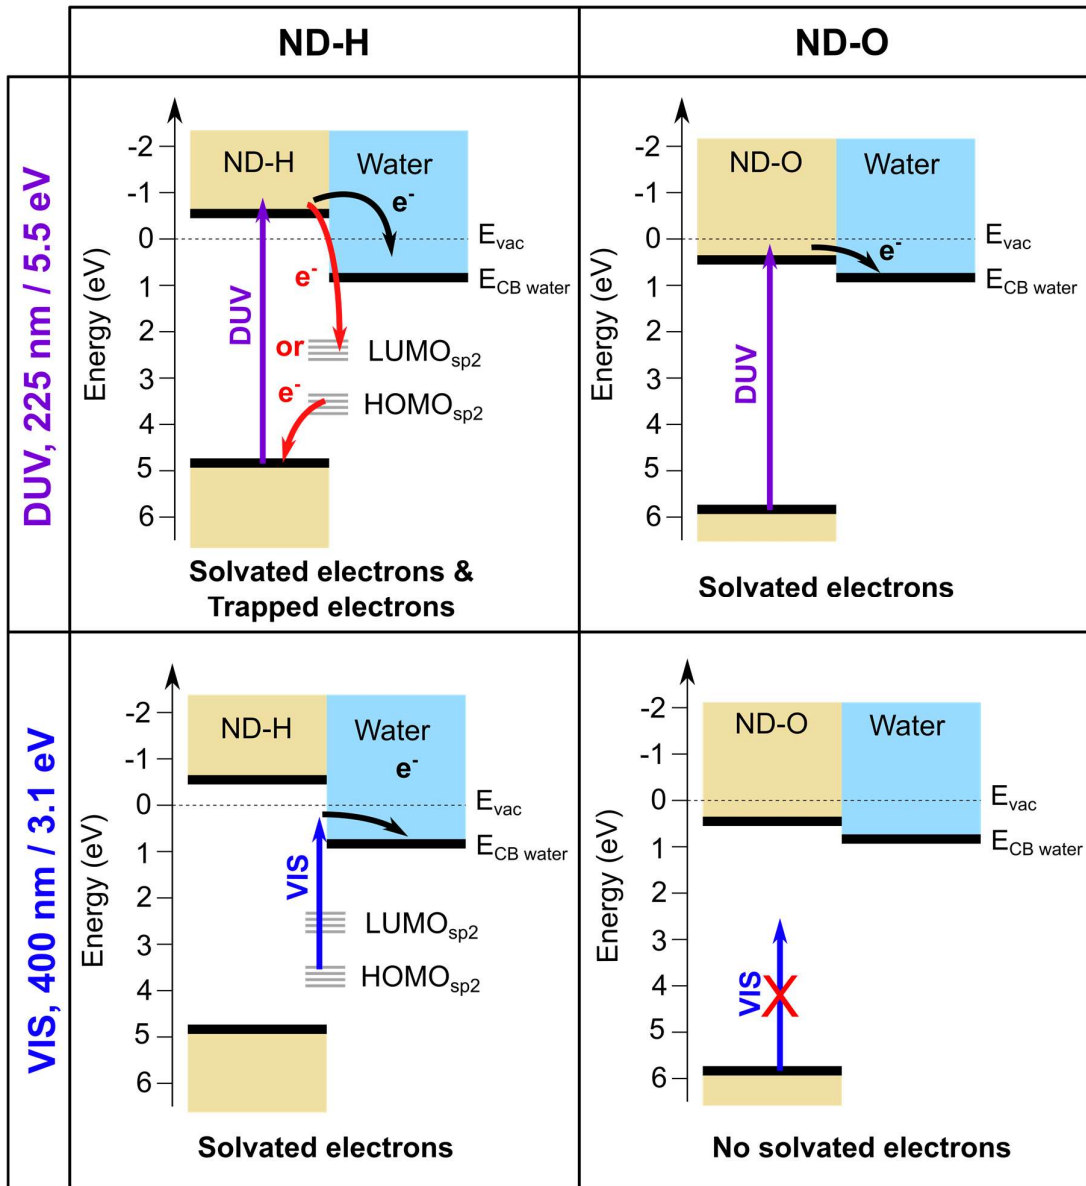 ND-H
ND-O
DUV, 225 nm / 5.5 eV
Energy (eV)
-2
-1
0
1
2
3
4
5
6
ND-H
Water
e-
Evac
ECB water
e-
DUV
or
LUMOsp2
e-
HOMOsp2
Solvated electrons &
Trapped electrons
Energy (eV)
-2
-1
0
1
2
3
4
5
6
ND-O
Water
e-
Evac
ECB water
DUV
Solvated electrons
VIS, 400 nm / 3.1 eV
Energy (eV)
-2
-1
0
1
2
3
4
5
6
ND-H
Water
e-
Evac
ECB water
VIS
LUMOsp2
HOMOsp2
Solvated electrons
Energy (eV)
-2
-1
0
1
2
3
4
5
6
ND-O
Water
Evac
ECB water
VIS
X
No solvated electrons